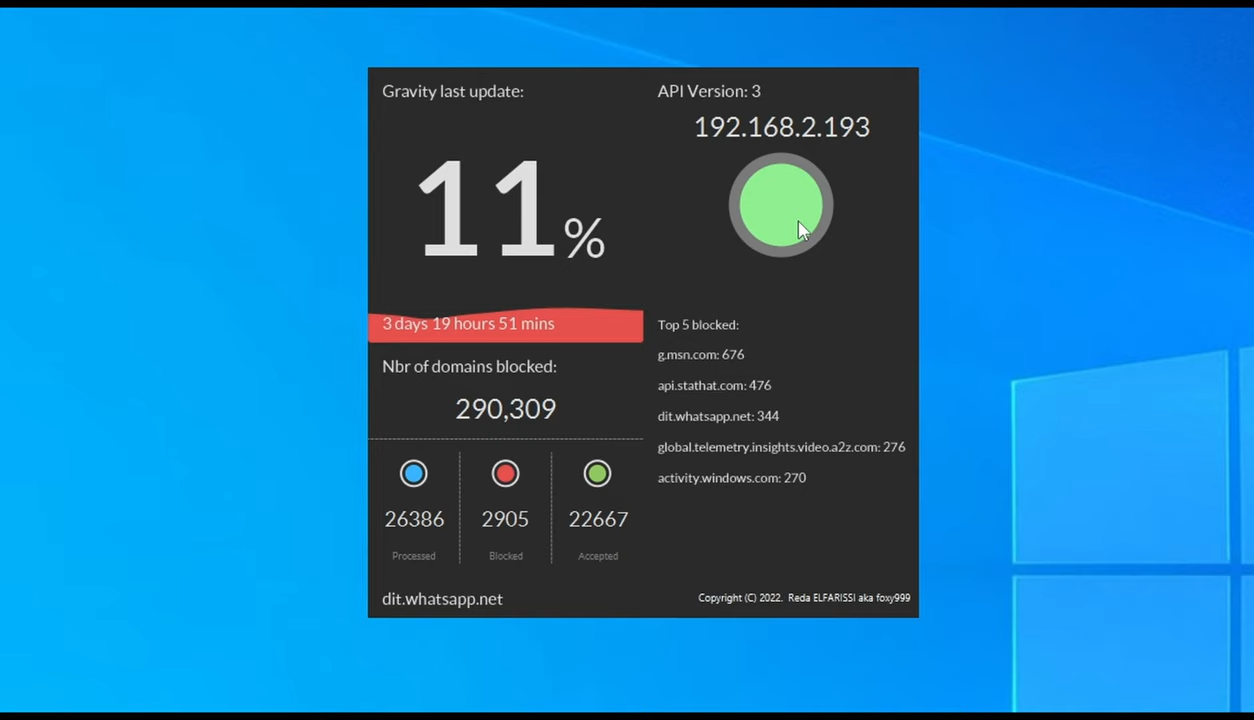 Gravity last update:
11%
3 days 19 hours 51 mins
Nbr of domains blocked:
290,309
26386 2905 22667
Processed Blocked Accepted
dit.whatsapp.net
API Version: 3
192.168.2.193
Top 5 blocked:
g.msn.com: 676
api.stathat.com: 476
dit.whatsapp.net: 344
global.telemetry.insights.video.a2z.com: 276
activity.windows.com: 270
Copyright (C) 2022. Reda ELFARISSI aka foxy999